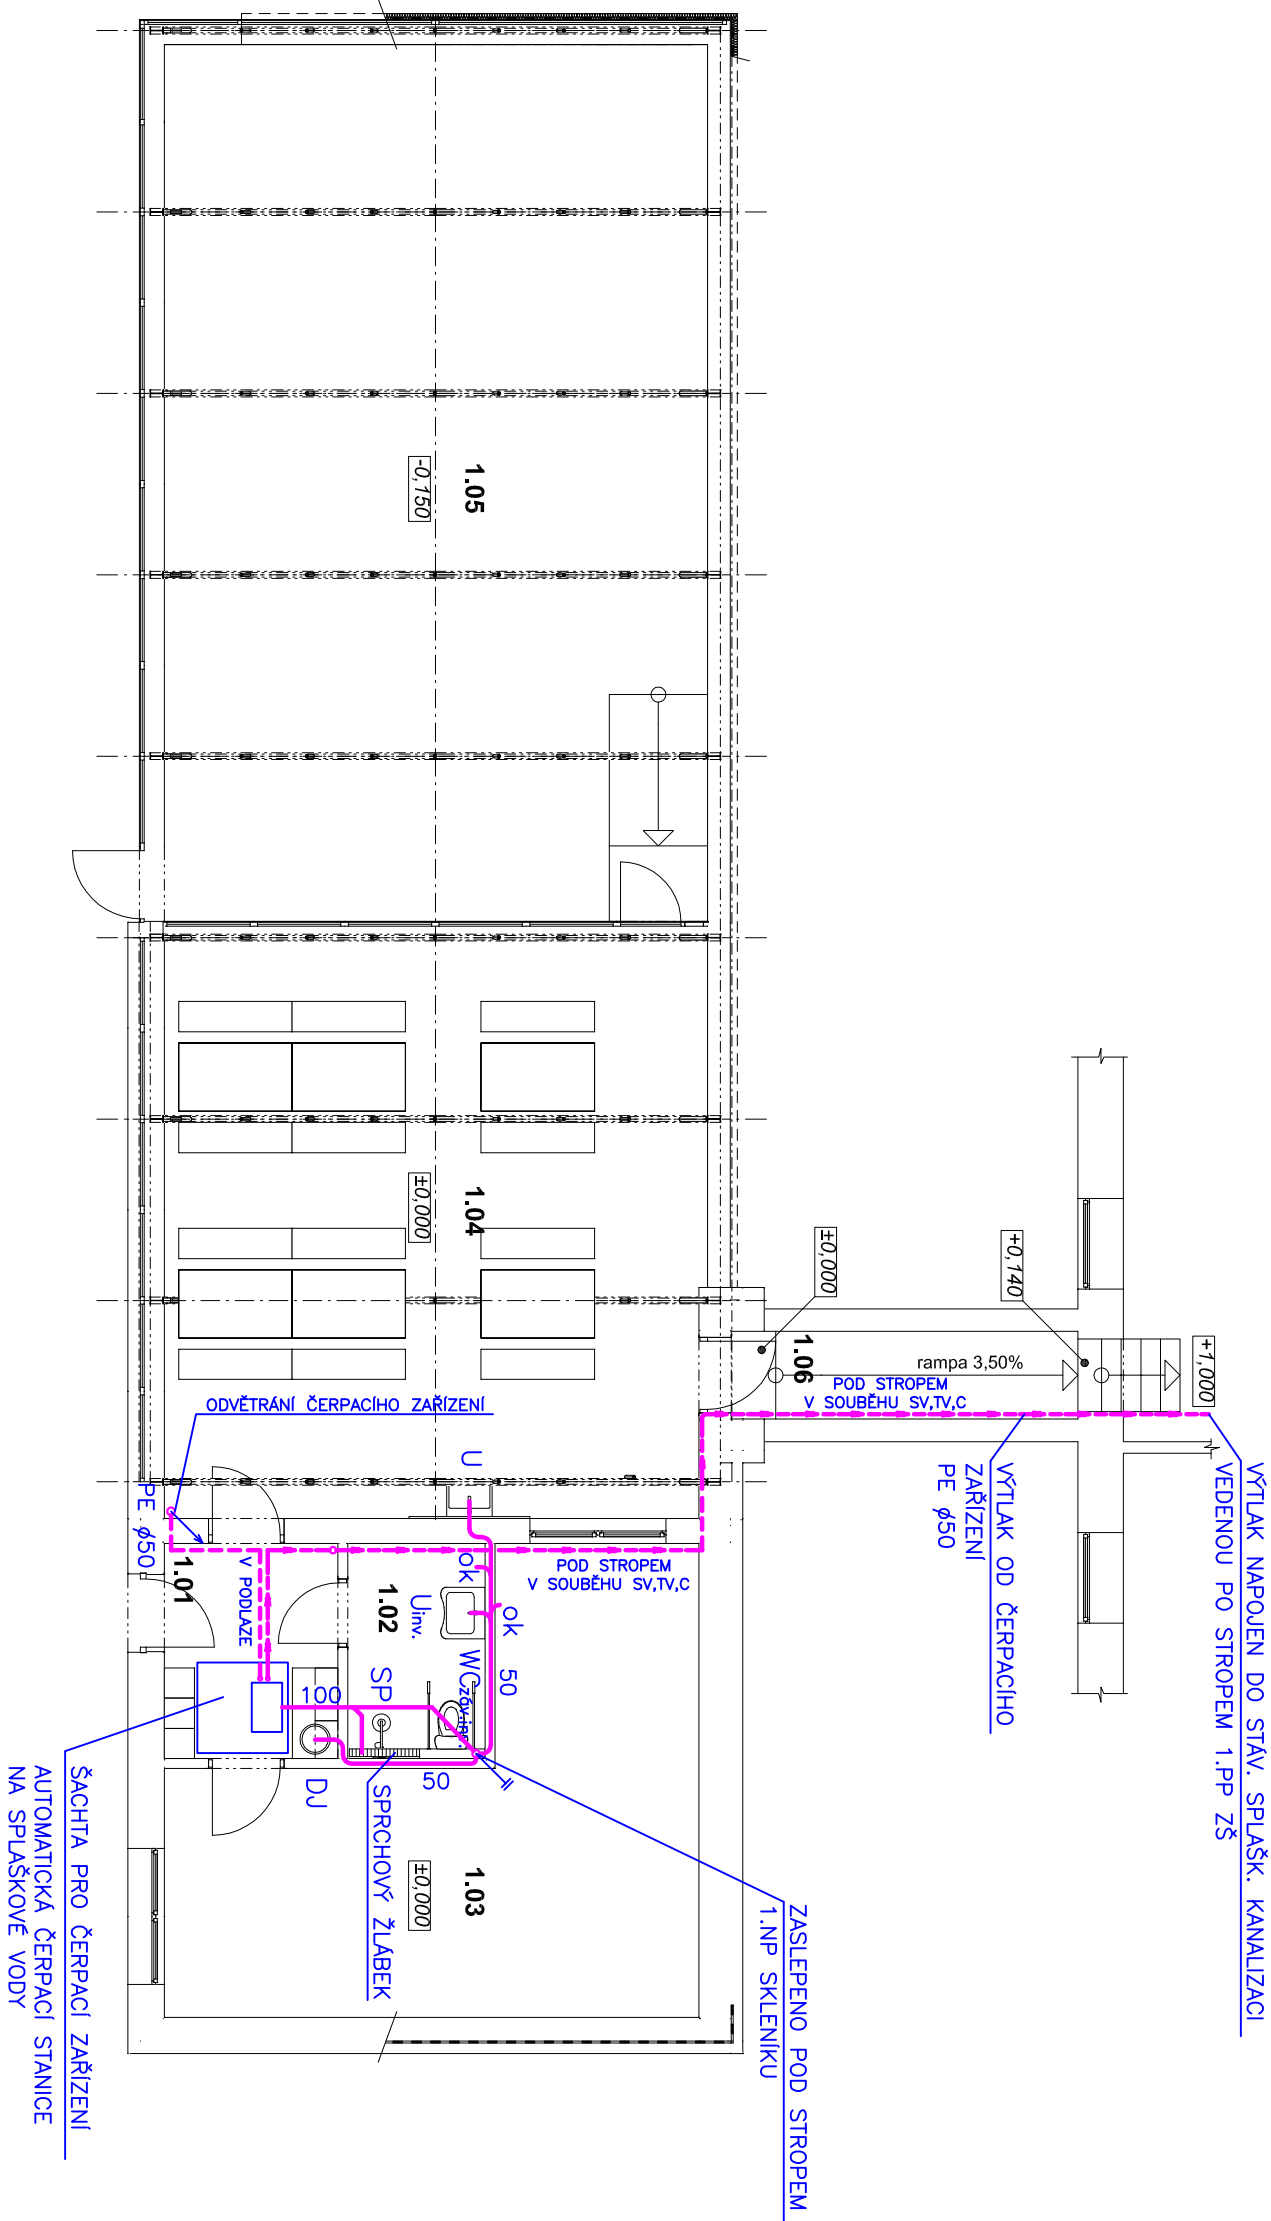 1.05
-0,150
1.04
±0,000
±0,000
+0,140
+1,000
1.06
rampa 3,50%
POD STROPEM
V SOUBĚHU SV,TV,C
ODVĚTRÁNÍ ČERPACÍHO ZAŘÍZENÍ
VÝTLAK NAPOJEN DO STÁV. SPLAŠK. KANALIZACI
VEDENOU PO STROPEM 1.PP ZŠ
VÝTLAK OD ČERPACÍHO
ZAŘÍZENÍ
PE ø50
U
PE ø50
1.01
V PODLAZE
POD STROPEM
V SOUBĚHU SV,TV,C
ok
ok
1.02
Uinv.
WCzáv.inv.
50
SP
100
50
DJ
SPRCHOVÝ ŽLÁBEK
1.03
±0,000
ZASLEPENO POD STROPEM
1.NP SKLENÍKU
ŠACHTA PRO ČERPACÍ ZAŘÍZENÍ
AUTOMATICKÁ ČERPACÍ STANICE
NA SPLAŠKOVÉ VODY